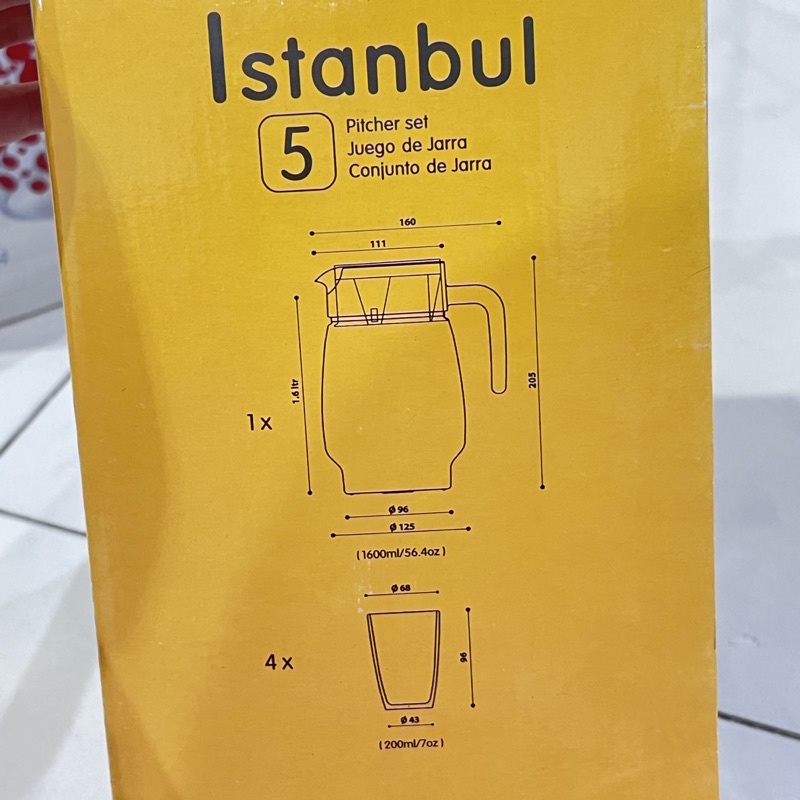 Istanbul
5
Pitcher set
Juego de Jarra
Conjunto de Jarra
160
111
1.6 ltr
205
1x
Ø 96
Ø 125
(1600ml/56.4oz)
Ø 68
4x
96
Ø 43
(200ml/7oz)
4